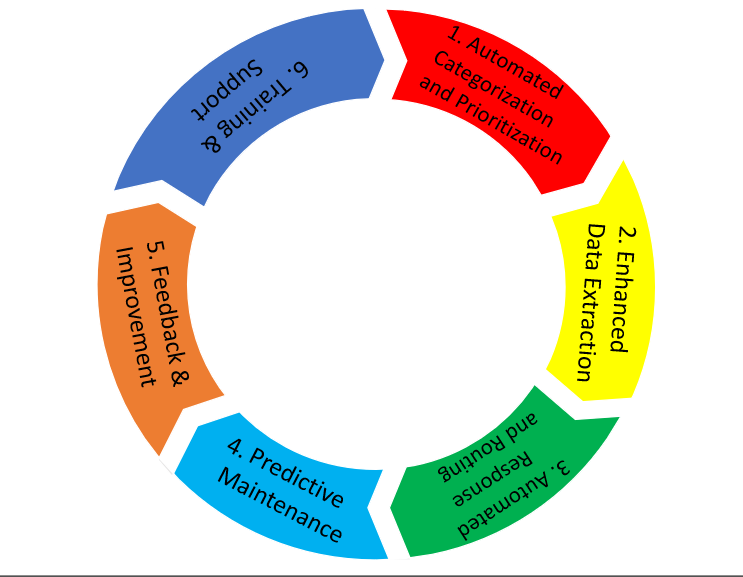 1. Automated
Categorization
and Prioritization
2. Enhanced
Data Extraction
3. Automated
Response
and Routing
4. Predictive
Maintenance
5. Feedback &
Improvement
6. Training &
Support